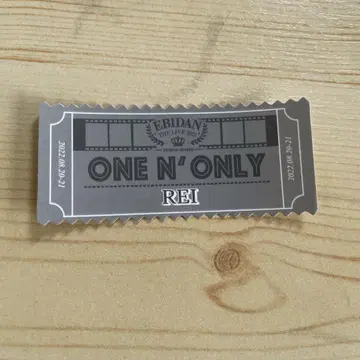 EBIDAN
THE LIVE 2022
ONE N' ONLY
REI
2022.08.20-21
2022.08.20-21